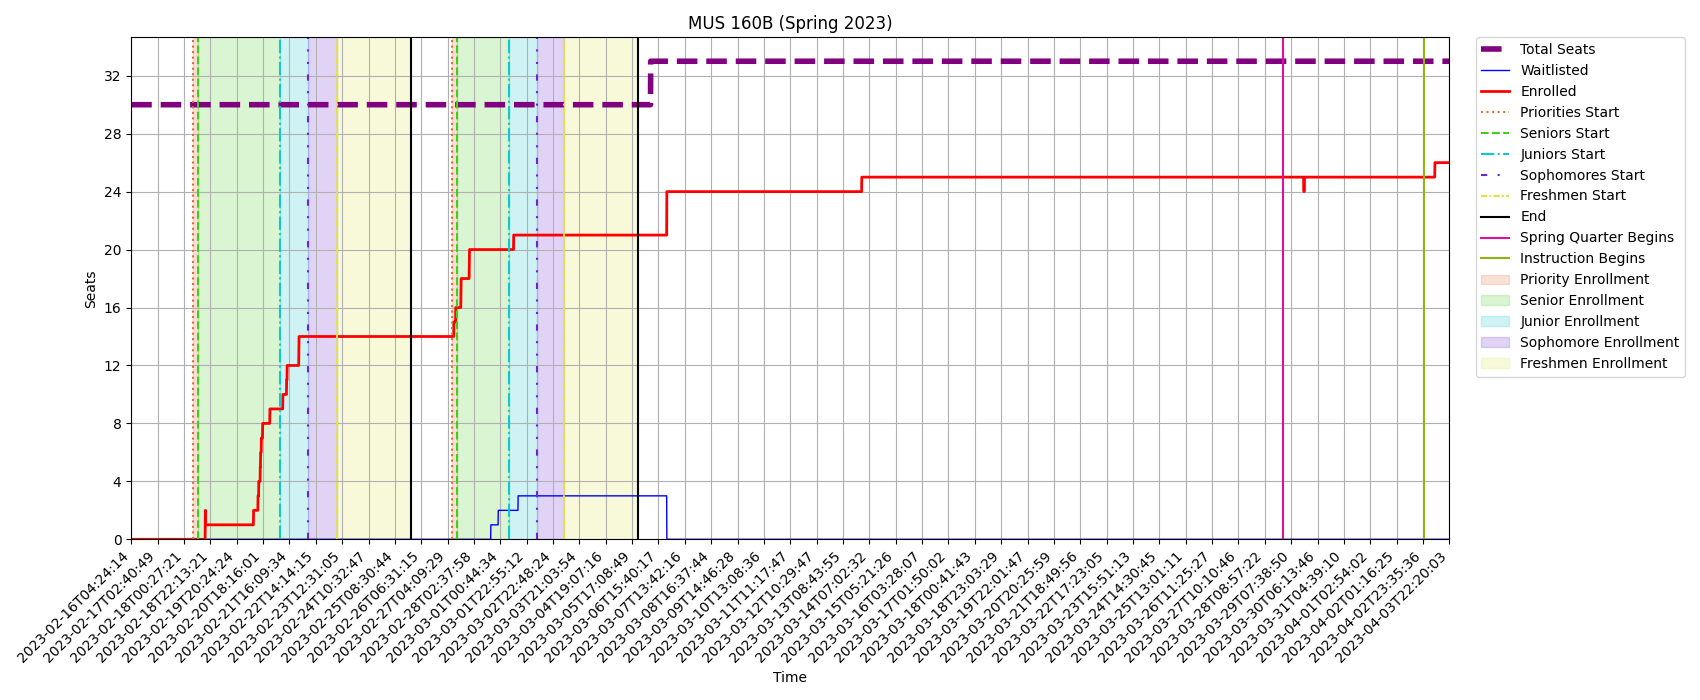 MUS 160B (Spring 2023)
Total Seats
Waitlisted
Enrolled
Priorities Start
Seniors Start
Juniors Start
Sophomores Start
Freshmen Start
End
Spring Quarter Begins
Instruction Begins
Priority Enrollment
Senior Enrollment
Junior Enrollment
Sophomore Enrollment
Freshmen Enrollment
Seats
32
28
24
20
16
12
8
4
0
2023-02-16T04:24:14
2023-02-17T02:40:49
2023-02-18T00:27:21
2023-02-18T22:13:21
2023-02-19T20:24:24
2023-02-20T18:16:01
2023-02-21T16:09:34
2023-02-22T14:14:15
2023-02-23T12:31:05
2023-02-24T10:32:47
2023-02-25T08:30:44
2023-02-26T06:31:15
2023-02-27T04:09:29
2023-02-28T02:37:58
2023-03-01T00:44:34
2023-03-01T22:55:12
2023-03-02T22:48:24
2023-03-03T21:03:54
2023-03-04T19:07:16
2023-03-05T17:08:49
2023-03-06T15:40:17
2023-03-07T13:42:16
2023-03-08T16:37:44
2023-03-09T14:46:28
2023-03-10T13:08:36
2023-03-11T11:17:47
2023-03-12T10:29:47
2023-03-13T08:43:55
2023-03-14T07:02:32
2023-03-15T05:21:26
2023-03-16T03:28:07
2023-03-17T01:50:02
2023-03-18T00:41:43
2023-03-18T23:03:29
2023-03-19T22:01:47
2023-03-20T20:25:59
2023-03-21T18:49:56
2023-03-22T17:23:05
2023-03-23T15:51:13
2023-03-24T14:30:45
2023-03-25T13:01:11
2023-03-26T11:25:27
2023-03-27T10:10:46
2023-03-28T08:57:22
2023-03-29T07:38:50
2023-03-30T06:13:46
2023-03-31T04:39:10
2023-04-01T02:54:02
2023-04-02T01:16:25
2023-04-02T23:35:36
2023-04-03T22:20:03
Time